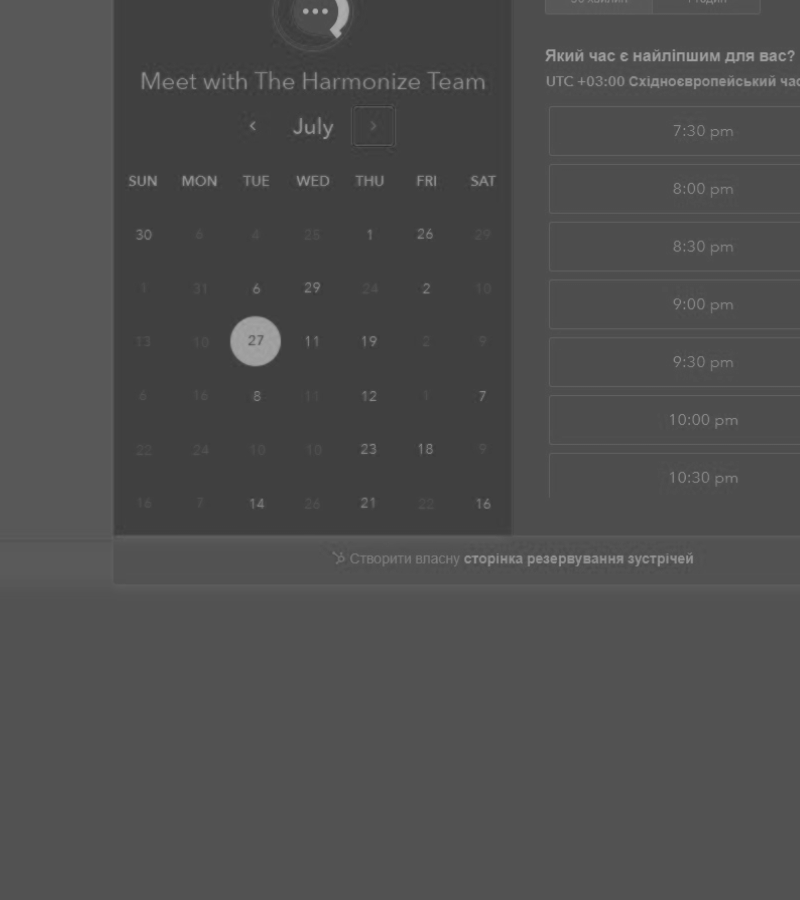 Meet with The Harmonize Team
July
SUN MON TUE WED THU FRI SAT
30 6 4 1 26 29
31 6 29 24 2 10
13 10 27 11 19 2 9
6 16 8 11 12 1 7
22 24 10 10 23 18 9
16 7 14 26 21 22 16
Який час є найліпшим для вас?
UTC +03:00 Східноєвропейський час
7:30 pm
8:00 pm
8:30 pm
9:00 pm
9:30 pm
10:00 pm
10:30 pm
Створити власну сторінка резервування зустрічей